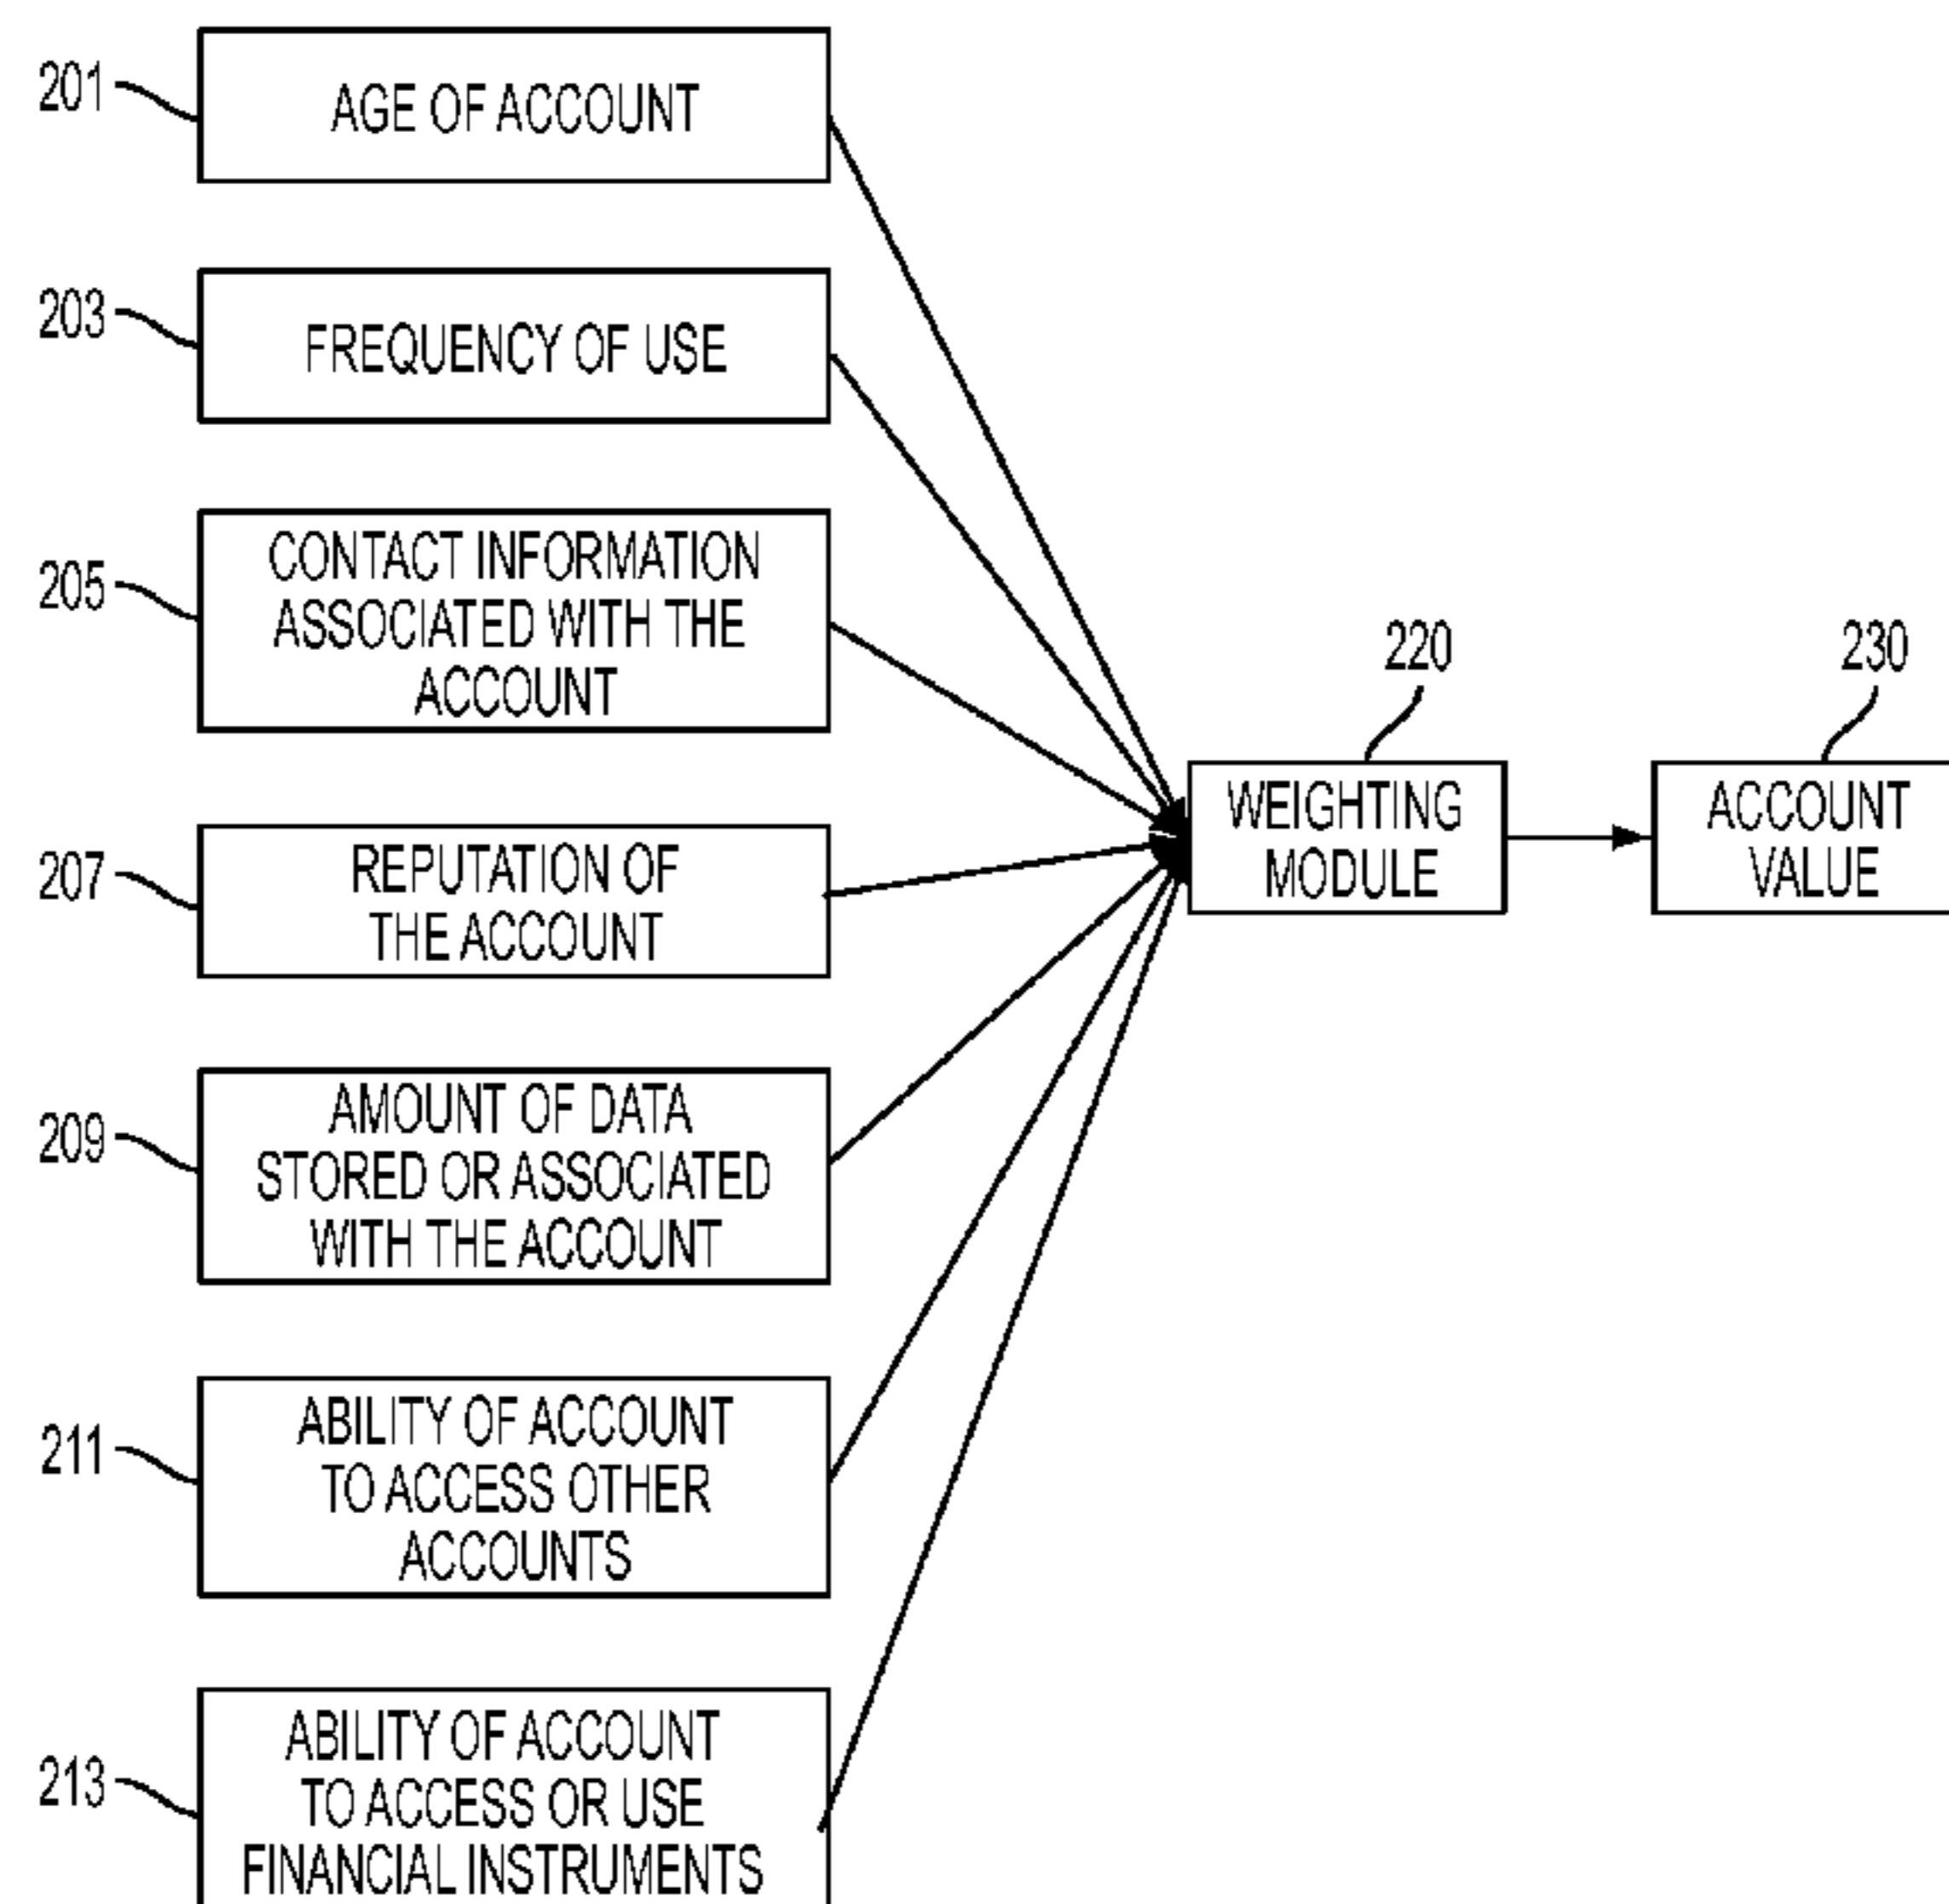 201
AGE OF ACCOUNT
203
FREQUENCY OF USE
205
CONTACT INFORMATION
ASSOCIATED WITH THE
ACCOUNT
207
REPUTATION OF
THE ACCOUNT
209
AMOUNT OF DATA
STORED OR ASSOCIATED
WITH THE ACCOUNT
211
ABILITY OF ACCOUNT
TO ACCESS OTHER
ACCOUNTS
213
ABILITY OF ACCOUNT
TO ACCESS OR USE
FINANCIAL INSTRUMENTS
220
WEIGHTING
MODULE
230
ACCOUNT
VALUE